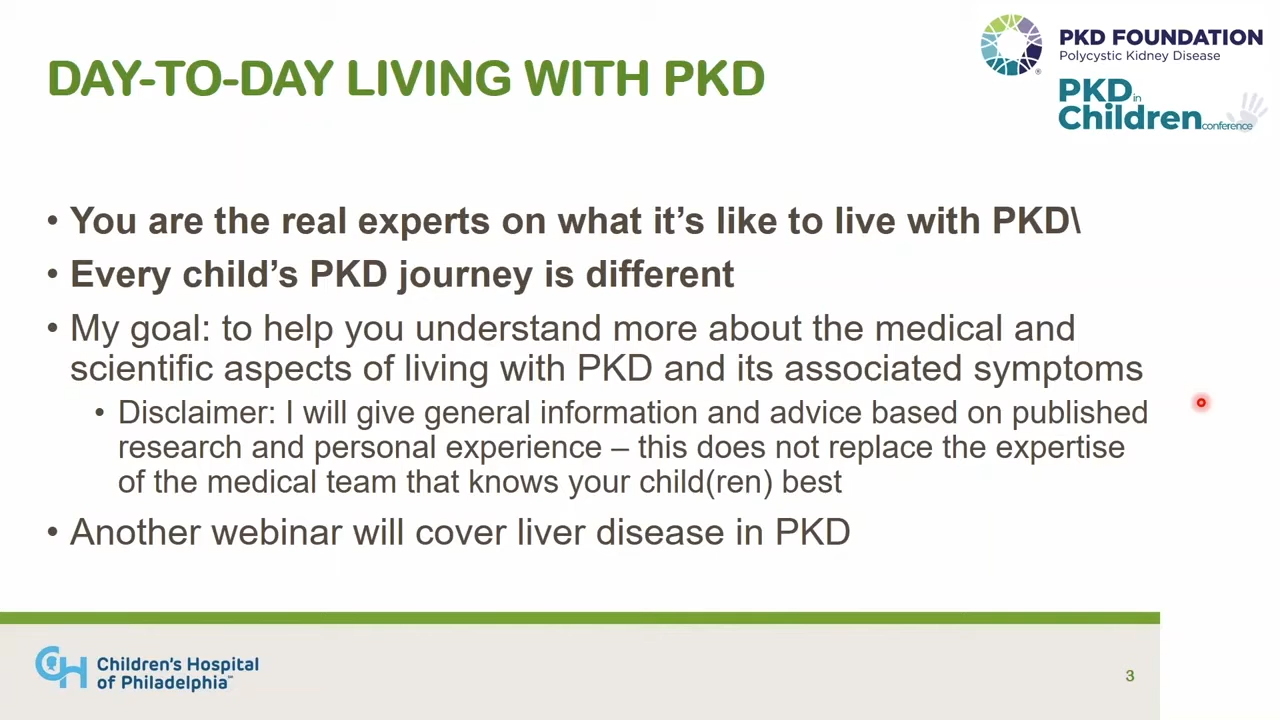 PKD FOUNDATION
Polycystic Kidney Disease
PKD in
Children conference
DAY-TO-DAY LIVING WITH PKD
• You are the real experts on what it's like to live with PKD\
• Every child's PKD journey is different
• My goal: to help you understand more about the medical and
scientific aspects of living with PKD and its associated symptoms
• Disclaimer: I will give general information and advice based on published
research and personal experience – this does not replace the expertise
of the medical team that knows your child(ren) best
• Another webinar will cover liver disease in PKD
CH Children's Hospital
of Philadelphia™
3